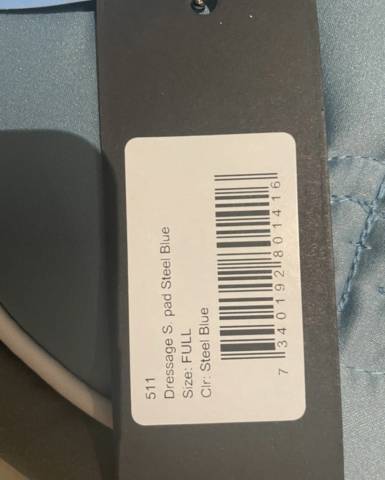 511
Dressage S. pad Steel Blue
Size: FULL
Clr: Steel Blue
7 340192 801416